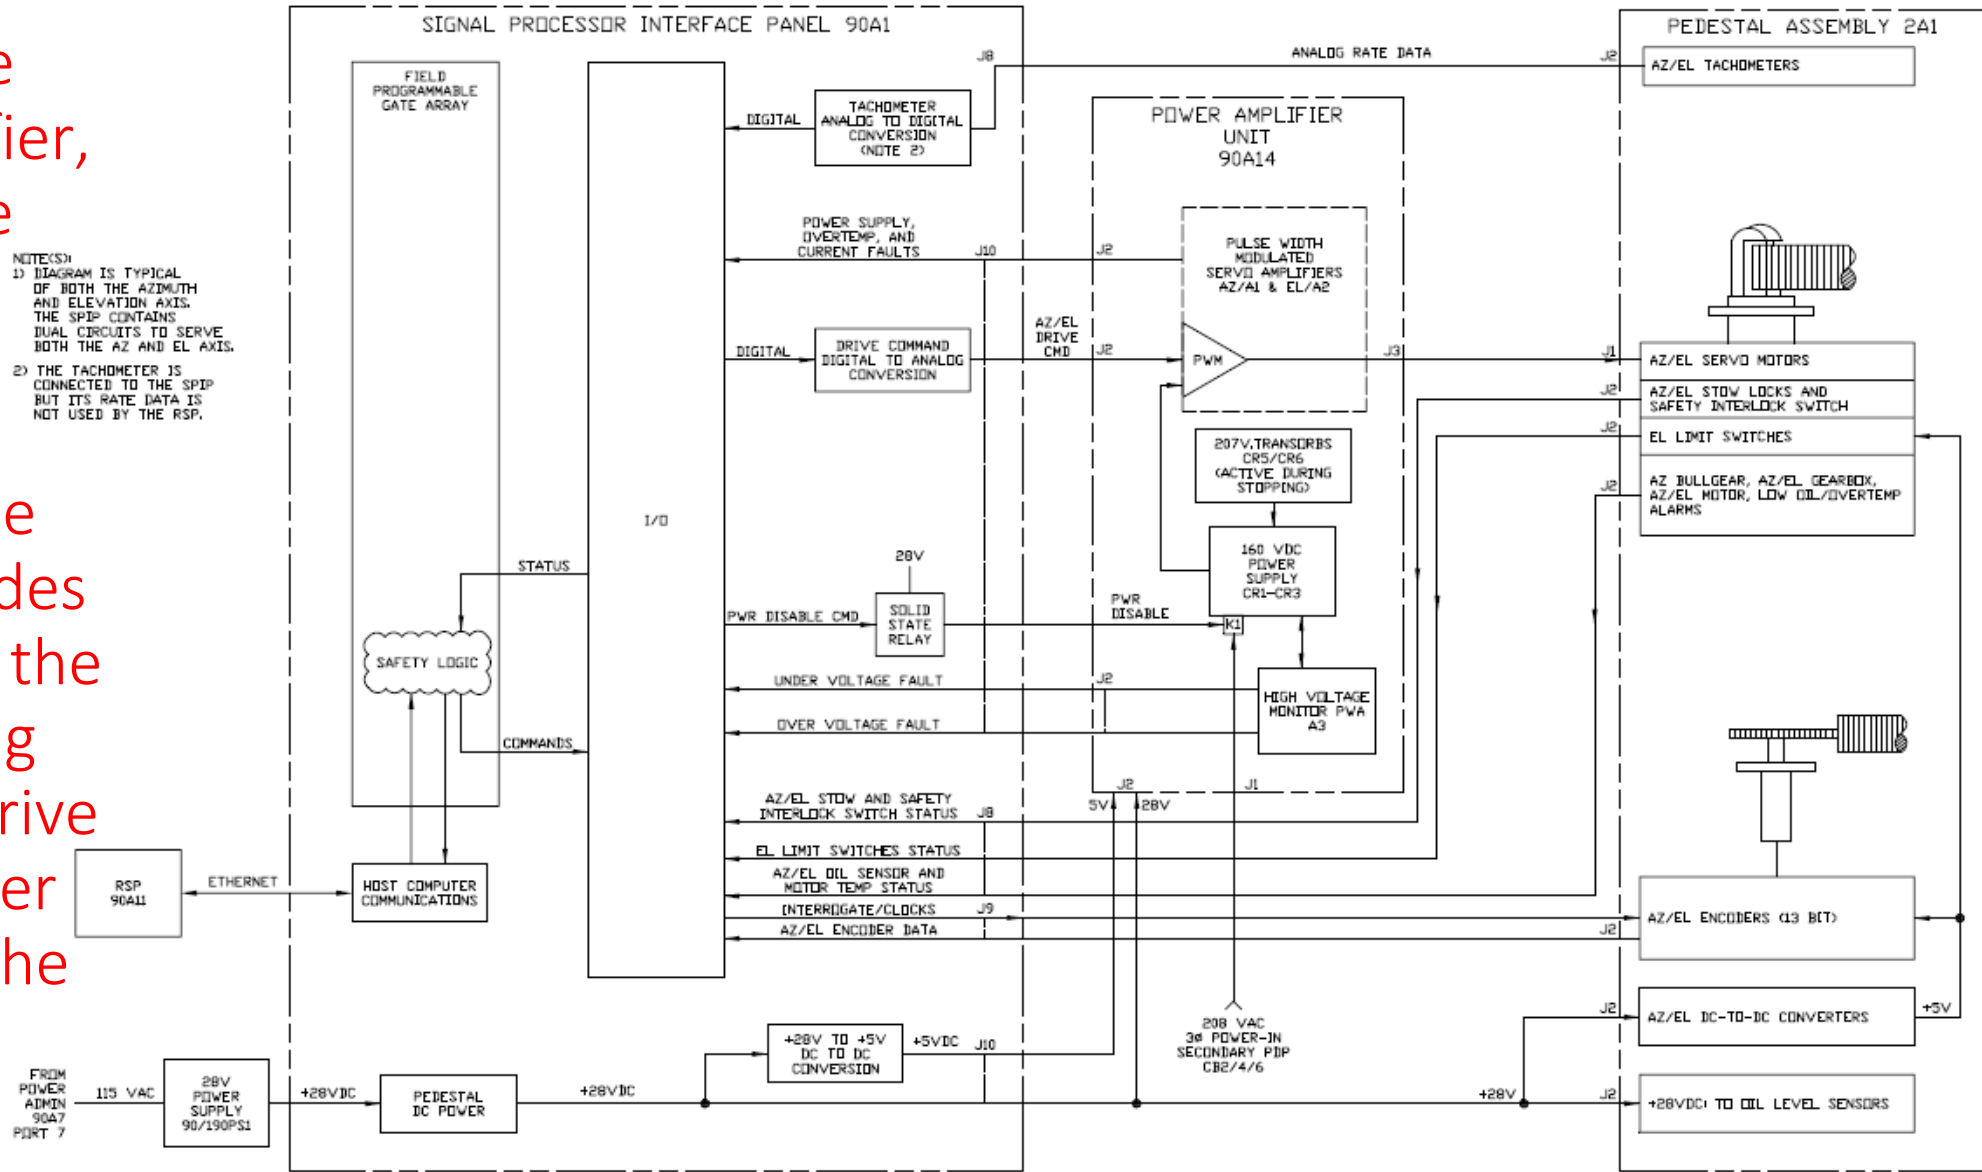 SIGNAL PROCESSOR INTERFACE PANEL 90A1
PEDESTAL ASSEMBLY 2A1
J8
ANALOG RATE DATA
J2
AZ/EL TACHOMETERS
FIELD
PROGRAMMABLE
GATE ARRAY
DIGITAL
TACHOMETER
ANALOG TO DIGITAL
CONVERSION
(NOTE 2)
POWER AMPLIFIER
UNIT
90A14
e
ier,
e
NOTE(S):
1) DIAGRAM IS TYPICAL
OF BOTH THE AZIMUTH
AND ELEVATION AXIS.
THE SPIP CONTAINS
DUAL CIRCUITS TO SERVE
BOTH THE AZ AND EL AXIS.
2) THE TACHOMETER IS
CONNECTED TO THE SPIP
BUT ITS RATE DATA IS
NOT USED BY THE RSP.
POWER SUPPLY,
OVERTEMP, AND
CURRENT FAULTS
J10
J2
PULSE WIDTH
MODULATED
SERVO AMPLIFIERS
AZ/A1 & EL/A2
DIGITAL
DRIVE COMMAND
DIGITAL TO ANALOG
CONVERSION
AZ/EL
DRIVE
CMD
J2
PWM
J3
J1
AZ/EL SERVO MOTORS
J2
AZ/EL STOW LOCKS AND
SAFETY INTERLOCK SWITCH
J2
EL LIMIT SWITCHES
J2
AZ BULLGEAR, AZ/EL GEARBOX,
AZ/EL MOTOR, LOW OIL/OVERTEMP
ALARMS
207V.TRANSORBS
CR5/CR6
(ACTIVE DURING
STOPPING)
e
des
the
g
rive
er
he
I/O
160 VDC
POWER
SUPPLY
CR1-CR3
STATUS
28V
PWR DISABLE CMD
SOLID
STATE
RELAY
PWR
DISABLE
K1
SAFETY LOGIC
UNDER VOLTAGE FAULT
J2
HIGH VOLTAGE
MONITOR PWA
A3
OVER VOLTAGE FAULT
COMMANDS
J2
J1
5V
28V
AZ/EL STOW AND SAFETY
INTERLOCK SWITCH STATUS
J8
EL LIMIT SWITCHES STATUS
AZ/EL OIL SENSOR AND
MOTOR TEMP STATUS
RSP
90A11
ETHERNET
HOST COMPUTER
COMMUNICATIONS
INTERROGATE/CLOCKS
J9
AZ/EL ENCODER DATA
J2
AZ/EL ENCODERS (13 BIT)
208 VAC
3ø POWER-IN
SECONDARY PDP
CB2/4/6
J2
AZ/EL DC-TO-DC CONVERTERS
+5V
+28V TO +5V
DC TO DC
CONVERSION
+5VDC
J10
FROM
POWER
ADMIN
90A7
PORT 7
115 VAC
28V
POWER
SUPPLY
90/190PS1
+28VDC
PEDESTAL
DC POWER
+28VDC
+28V
J2
+28VDC: TO OIL LEVEL SENSORS